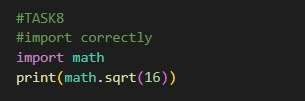 #TASK8
#import correctly
import math
print(math.sqrt(16))